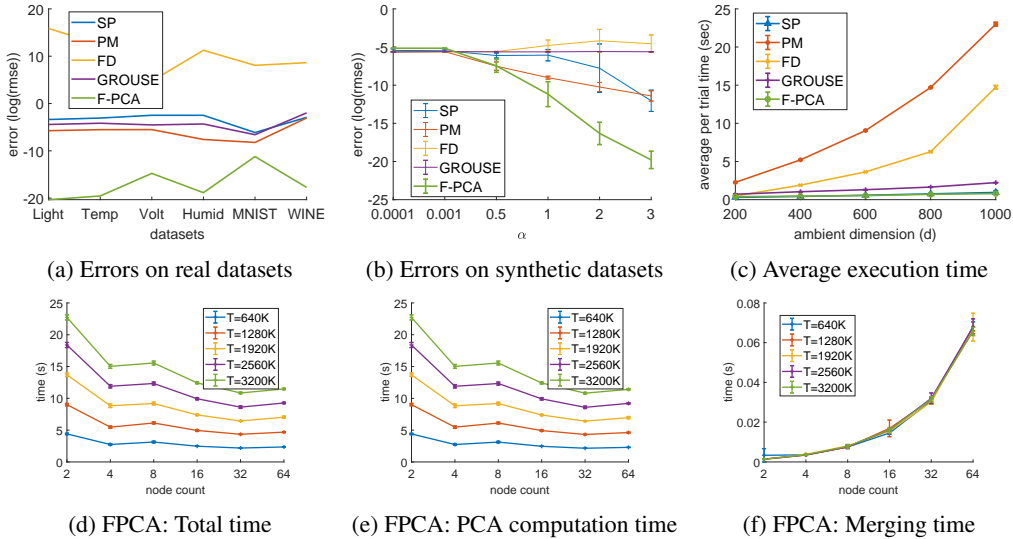 20
10
0
-10
-20
error (log(rmse))
SP
PM
FD
GROUSE
F-PCA
Light Temp Volt Humid MNIST WINE
datasets
(a) Errors on real datasets
0
-5
-10
-15
-20
-25
error (log(rmse))
SP
PM
FD
GROUSE
F-PCA
0.0001 0.001 0.5 1 2 3
α
(b) Errors on synthetic datasets
25
20
15
10
5
0
average per trial time (sec)
SP
PM
FD
GROUSE
F-PCA
200 400 600 800 1000
ambient dimension (d)
(c) Average execution time
25
20
15
10
5
0
time (s)
T=640K
T=1280K
T=1920K
T=2560K
T=3200K
2 4 8 16 32 64
node count
(d) FPCA: Total time
25
20
15
10
5
0
time (s)
T=640K
T=1280K
T=1920K
T=2560K
T=3200K
2 4 8 16 32 64
node count
(e) FPCA: PCA computation time
0.08
0.06
0.04
0.02
0
time (s)
T=640K
T=1280K
T=1920K
T=2560K
T=3200K
2 4 8 16 32 64
node count
(f) FPCA: Merging time